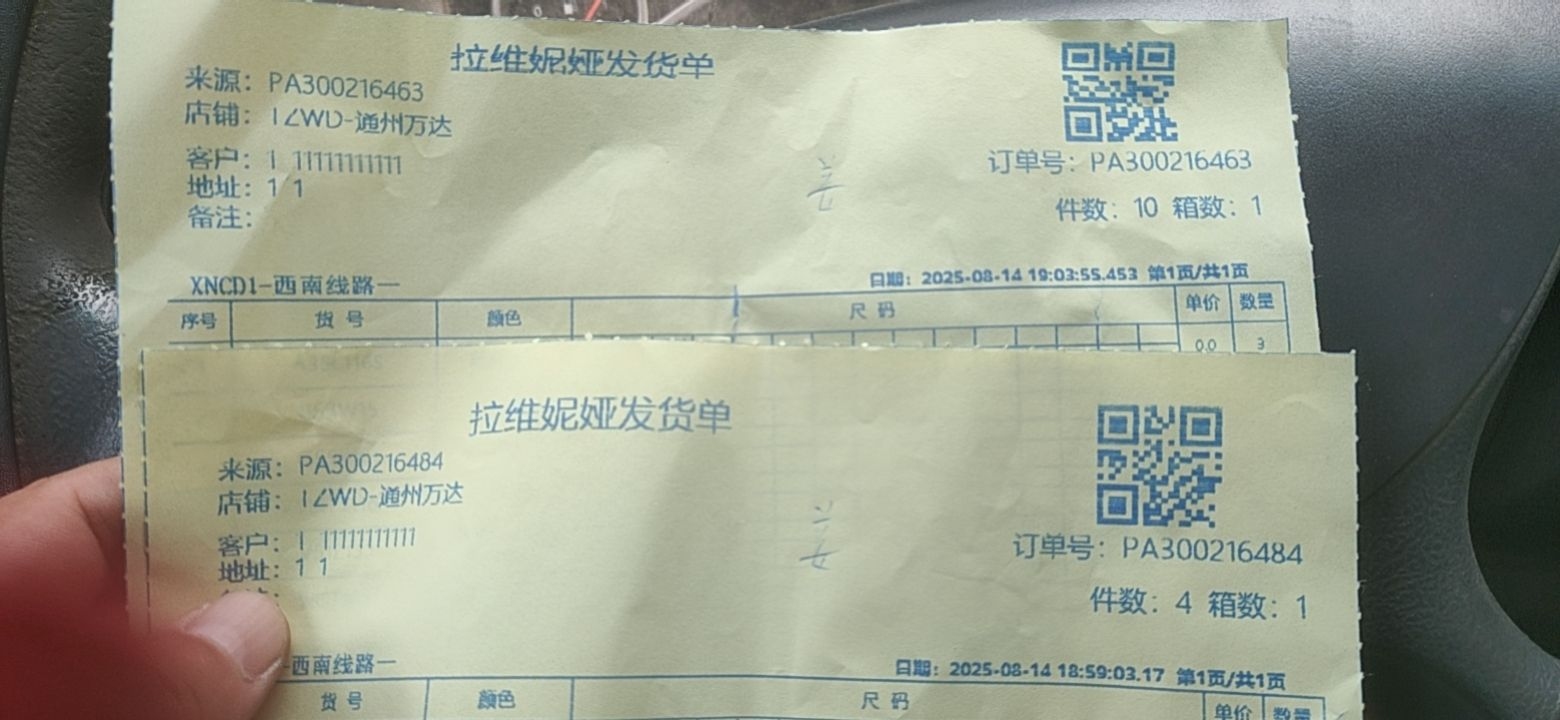 拉维妮娅发货单
来源：PA300216463
店铺：TZWD-通州万达
客户：1 11111111111
地址：1 1
备注：
订单号：PA300216463
件数：10 箱数：1
XNCD1-西南线路一
日期：2025-08-14 19:03:55.453 第1页/共1页
序号 货号 颜色 尺码 单价 数量
0.0 3
拉维妮娅发货单
来源：PA300216484
店铺：TZWD-通州万达
客户：1 11111111111
地址：1 1
订单号：PA300216484
件数：4 箱数：1
-西南线路一
日期：2025-08-14 18:59:03.17 第1页/共1页
货号 颜色 尺码 单价 数量